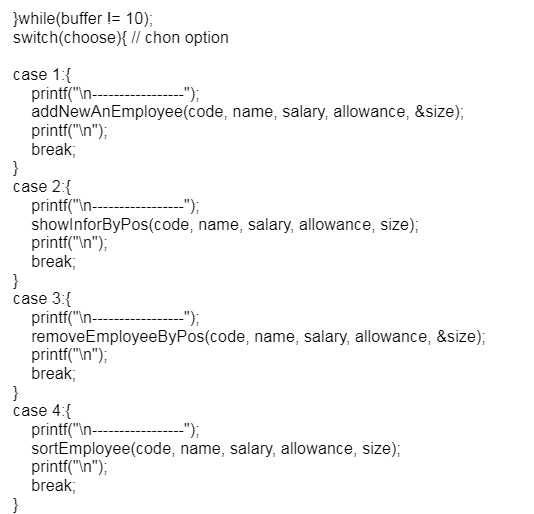 }while(buffer != 10);
switch(choose){ // chon option
case 1:{
printf("\n-----------------");
addNewAnEmployee(code, name, salary, allowance, &size);
printf("\n");
break;
}
case 2:{
printf("\n-----------------");
showInforByPos(code, name, salary, allowance, size);
printf("\n");
break;
}
case 3:{
printf("\n-----------------");
removeEmployeeByPos(code, name, salary, allowance, &size);
printf("\n");
break;
}
case 4:{
printf("\n-----------------");
sortEmployee(code, name, salary, allowance, size);
printf("\n");
break;
}